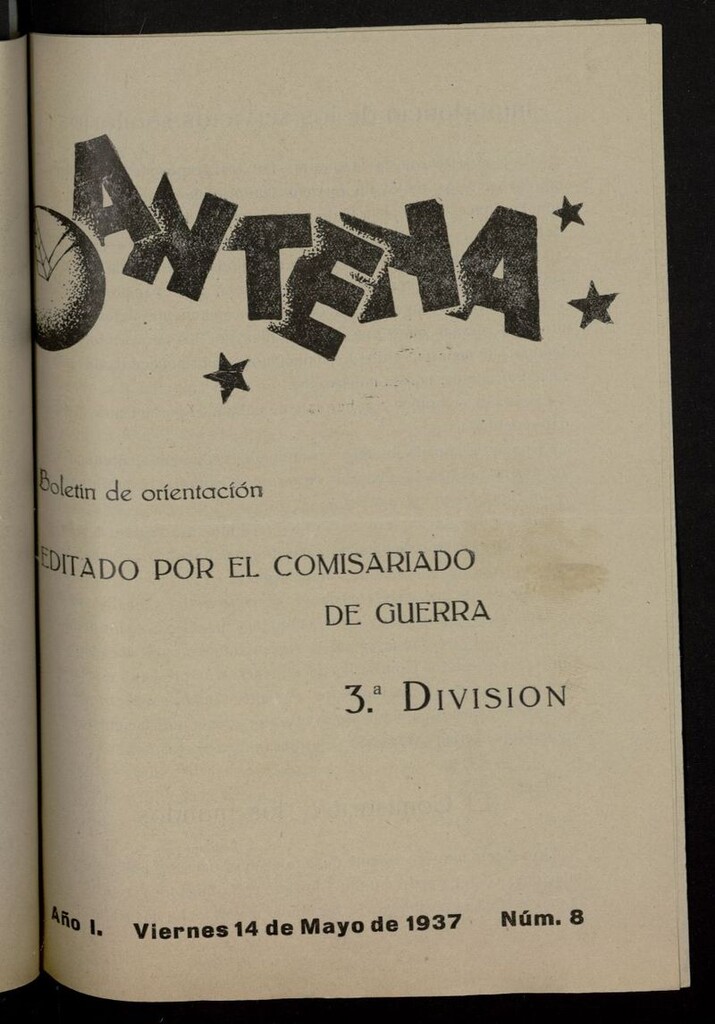 ANTENA
Boletin de orientación
EDITADO POR EL COMISARIADO
DE GUERRA
3.ª DIVISION
Año I. Viernes 14 de Mayo de 1937 Núm. 8